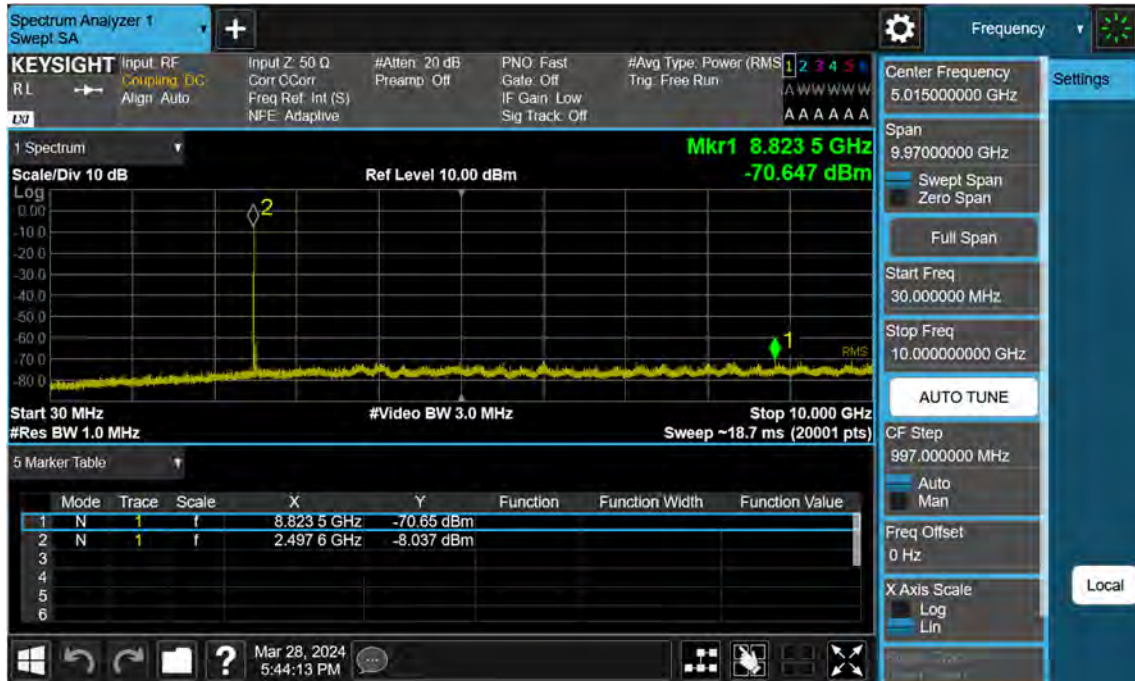 Spectrum Analyzer 1
Swept SA
+
Frequency
KEYSIGHT
RL
LXI
Input: RF
Coupling: DC
Align: Auto
Input Z: 50 Ω
Corr CCorr
Freq Ref: Int (S)
NFE: Adaptive
#Atten: 20 dB
Preamp: Off
PNO: Fast
Gate: Off
IF Gain: Low
Sig Track: Off
#Avg Type: Power (RMS
Trig: Free Run
1 2 3 4 5 6
A W W W W W
A A A A A A
Center Frequency
5.015000000 GHz
Settings
1 Spectrum
Scale/Div 10 dB
Ref Level 10.00 dBm
Mkr1 8.823 5 GHz
-70.647 dBm
Log
0.00
-10.0
-20.0
-30.0
-40.0
-50.0
-60.0
-70.0
-80.0
2
1
RMS
Start 30 MHz
#Res BW 1.0 MHz
#Video BW 3.0 MHz
Stop 10.000 GHz
Sweep ~18.7 ms (20001 pts)
Span
9.97000000 GHz
Swept Span
Zero Span
Full Span
Start Freq
30.000000 MHz
Stop Freq
10.000000000 GHz
AUTO TUNE
CF Step
997.000000 MHz
Auto
Man
Freq Offset
0 Hz
X Axis Scale
Log
Lin
Local
5 Marker Table
Mode Trace Scale X Y Function Function Width Function Value
1 N 1 f 8.823 5 GHz -70.65 dBm
2 N 1 f 2.497 6 GHz -8.037 dBm
3
4
5
6
?
Mar 28, 2024
5:44:13 PM